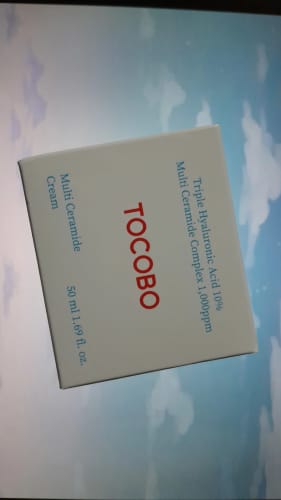 Triple Hyaluronic Acid 10%
Multi Ceramide Complex 1,000ppm
TOCOBO
Multi Ceramide
Cream
50 ml 1.69 fl. oz.